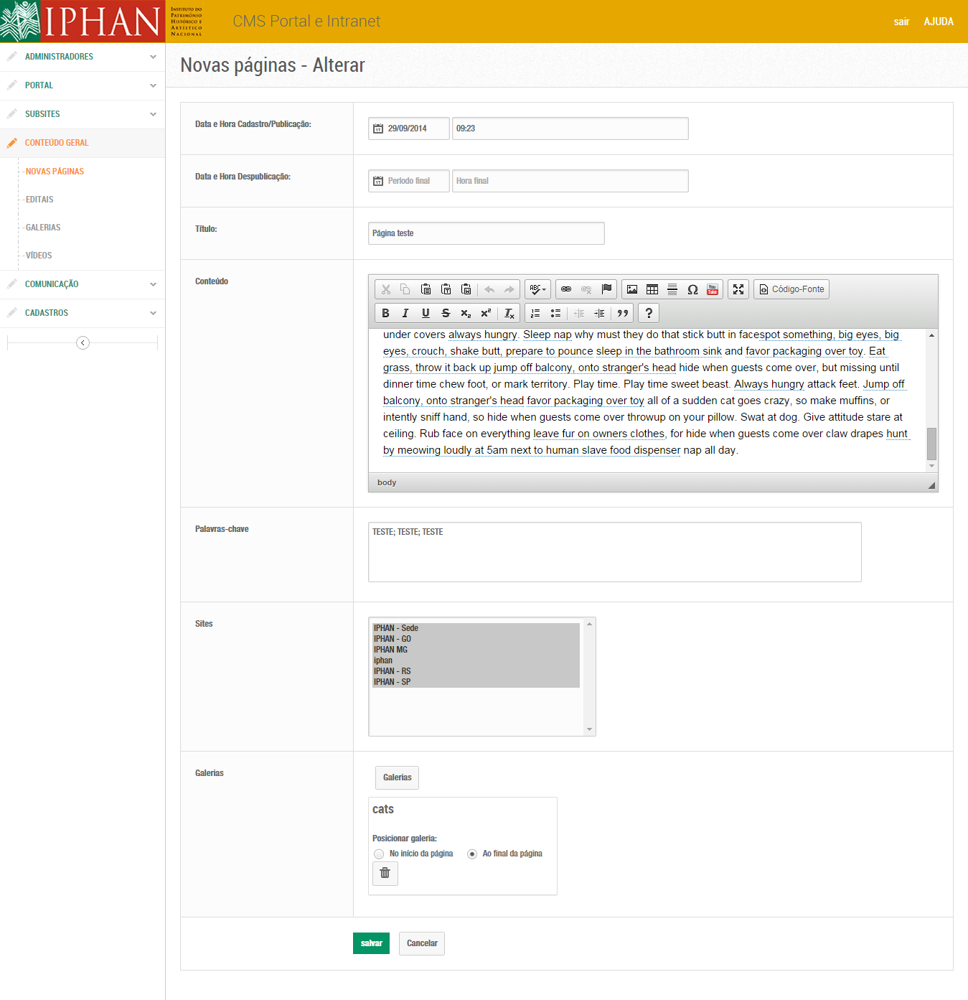 IPHAN
INSTITUTO DO
PATRIMÔNIO
HISTÓRICO E
ARTÍSTICO
NACIONAL
CMS Portal e Intranet
sair AJUDA
ADMINISTRADORES
PORTAL
SUBSITES
CONTEÚDO GERAL
NOVAS PÁGINAS
EDITAIS
GALERIAS
VÍDEOS
COMUNICAÇÃO
CADASTROS
Novas páginas - Alterar
Data e Hora Cadastro/Publicação:
17 29/09/2014 09:23
Data e Hora Despublicação:
17 Período final Hora final
Título:
Página teste
Conteúdo
ABC Ω You Tube Código-Fonte
B I U S x₂ x² Tx ?
under covers always hungry. Sleep nap why must they do that stick butt in facespot something, big eyes, big
eyes, crouch, shake butt, prepare to pounce sleep in the bathroom sink and favor packaging over toy. Eat
grass, throw it back up jump off balcony, onto stranger's head hide when guests come over, but missing until
dinner time chew foot, or mark territory. Play time. Play time sweet beast. Always hungry attack feet. Jump off
balcony, onto stranger's head favor packaging over toy all of a sudden cat goes crazy, so make muffins, or
intently sniff hand, so hide when guests come over throwup on your pillow. Swat at dog. Give attitude stare at
ceiling. Rub face on everything leave fur on owners clothes, for hide when guests come over claw drapes hunt
by meowing loudly at 5am next to human slave food dispenser nap all day.
body
Palavras-chave
TESTE; TESTE; TESTE
Sites
IPHAN - Sede
IPHAN - GO
IPHAN MG
iphan
IPHAN - RS
IPHAN - SP
Galerias
Galerias
cats
Posicionar galeria:
No início da página Ao final da página
salvar Cancelar